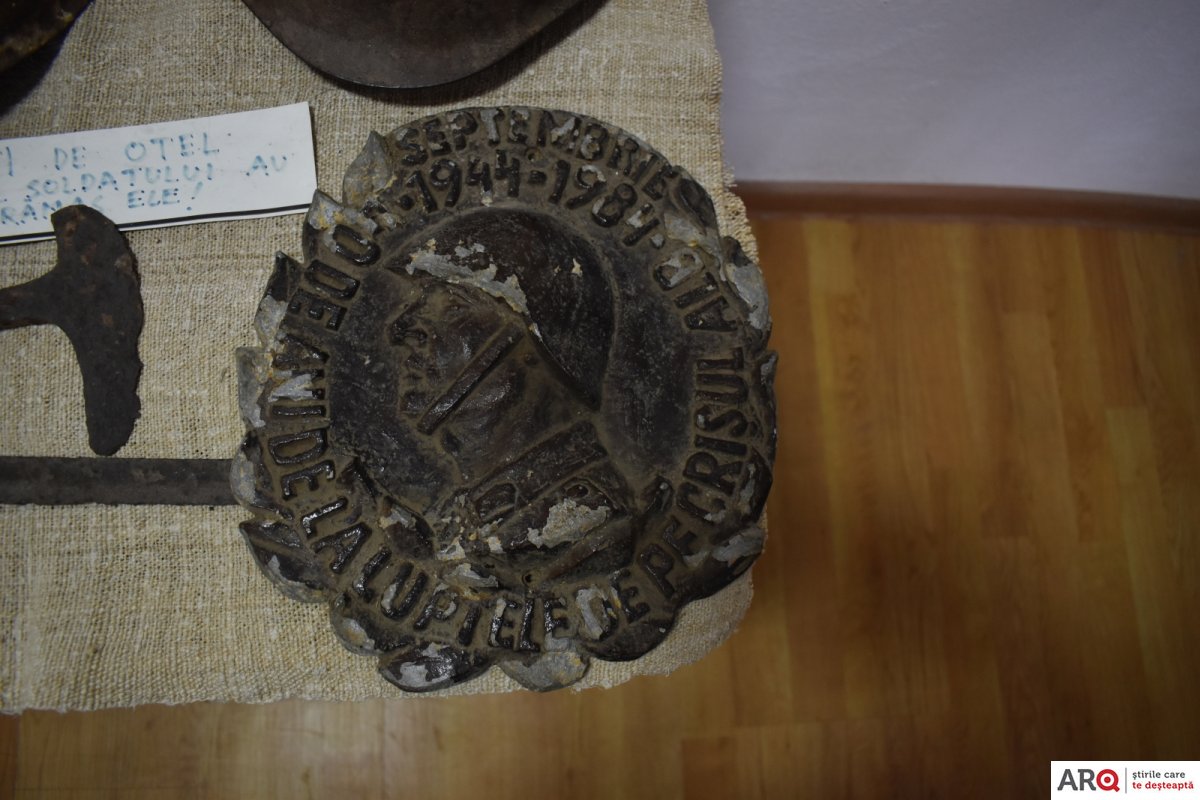 I DE OȚEL
SOLDATULUI AU
RĂMAS ELE!
SEPTEMBRIE
1944-1984
40 DE ANI DE LA LUPTELE DE PE CRIȘUL ALB
ARQ
știrile care
te deșteaptă